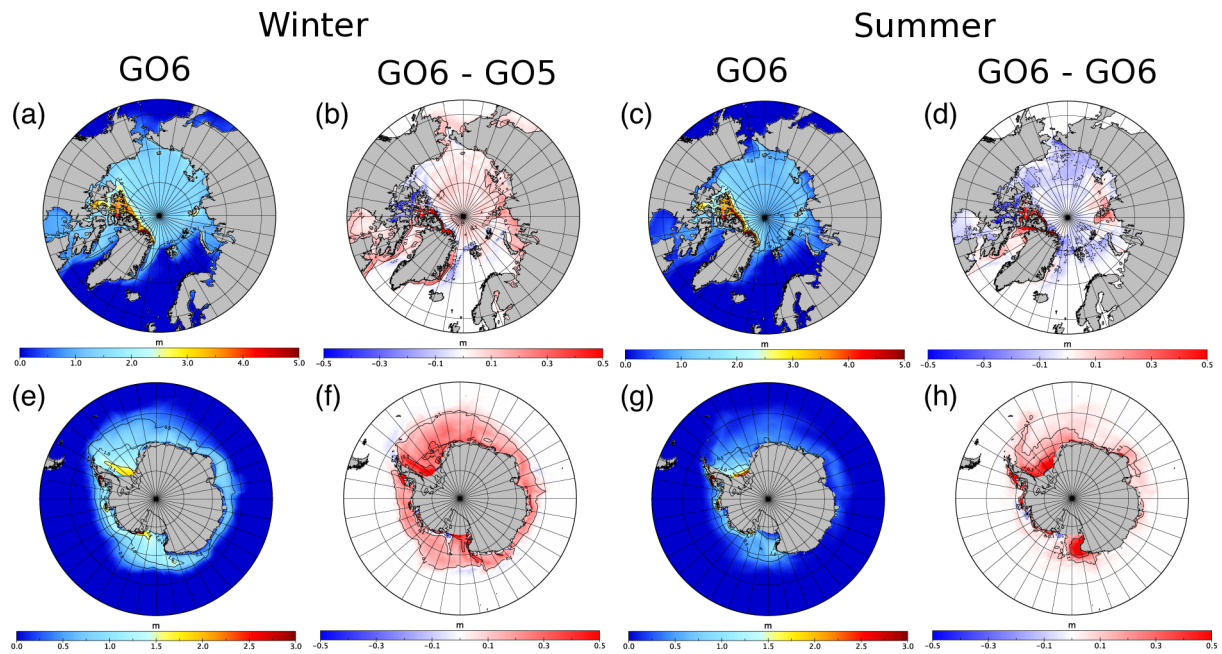 Winter Summer
GO6 GO6 - GO5 GO6 GO6 - GO6
(a) (b) (c) (d)
m m m m
0.0 1.0 2.0 3.0 4.0 5.0 −0.5 −0.3 −0.1 0.1 0.3 0.5 0.0 1.0 2.0 3.0 4.0 5.0 −0.5 −0.3 −0.1 0.1 0.3 0.5
(e) (f) (g) (h)
m m m m
0.0 0.5 1.0 1.5 2.0 2.5 3.0 −0.5 −0.3 −0.1 0.1 0.3 0.5 0.0 0.5 1.0 1.5 2.0 2.5 3.0 −0.5 −0.3 −0.1 0.1 0.3 0.5